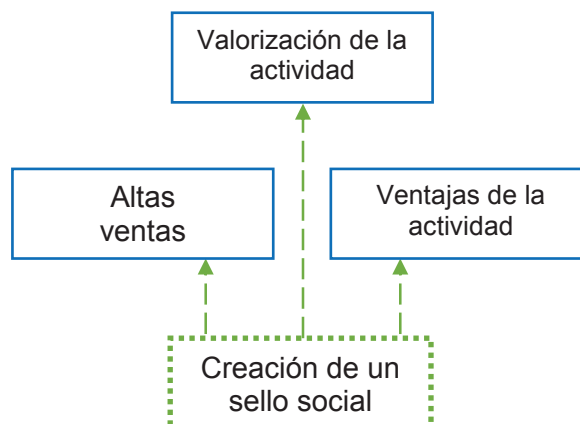 Valorización de la
actividad
Altas
ventas
Ventajas de la
actividad
Creación de un
sello social